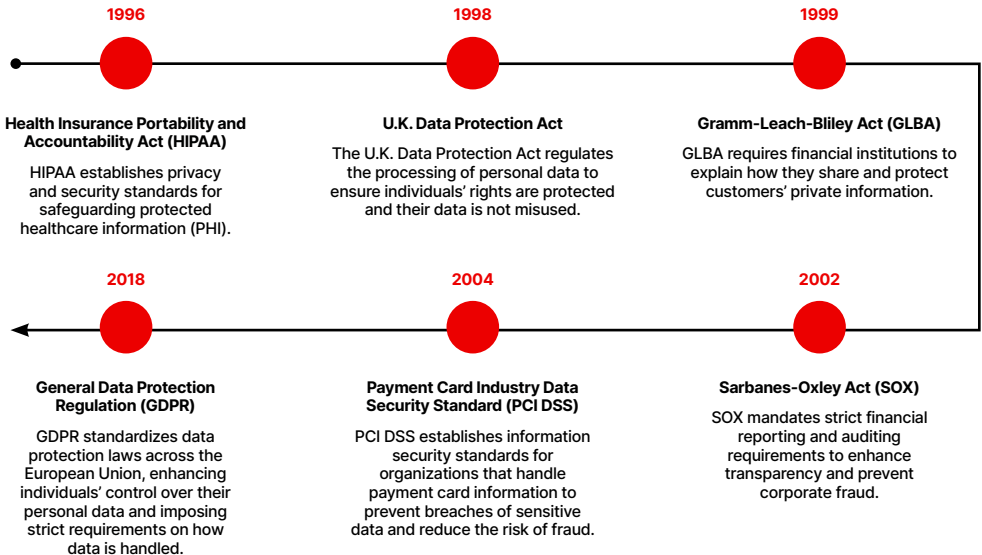 1996
Health Insurance Portability and
Accountability Act (HIPAA)
HIPAA establishes privacy
and security standards for
safeguarding protected
healthcare information (PHI).
1998
U.K. Data Protection Act
The U.K. Data Protection Act regulates
the processing of personal data to
ensure individuals’ rights are protected
and their data is not misused.
1999
Gramm-Leach-Bliley Act (GLBA)
GLBA requires financial institutions to
explain how they share and protect
customers’ private information.
2002
Sarbanes-Oxley Act (SOX)
SOX mandates strict financial
reporting and auditing
requirements to enhance
transparency and prevent
corporate fraud.
2004
Payment Card Industry Data
Security Standard (PCI DSS)
PCI DSS establishes information
security standards for
organizations that handle
payment card information to
prevent breaches of sensitive
data and reduce the risk of fraud.
2018
General Data Protection
Regulation (GDPR)
GDPR standardizes data
protection laws across the
European Union, enhancing
individuals’ control over their
personal data and imposing
strict requirements on how
data is handled.